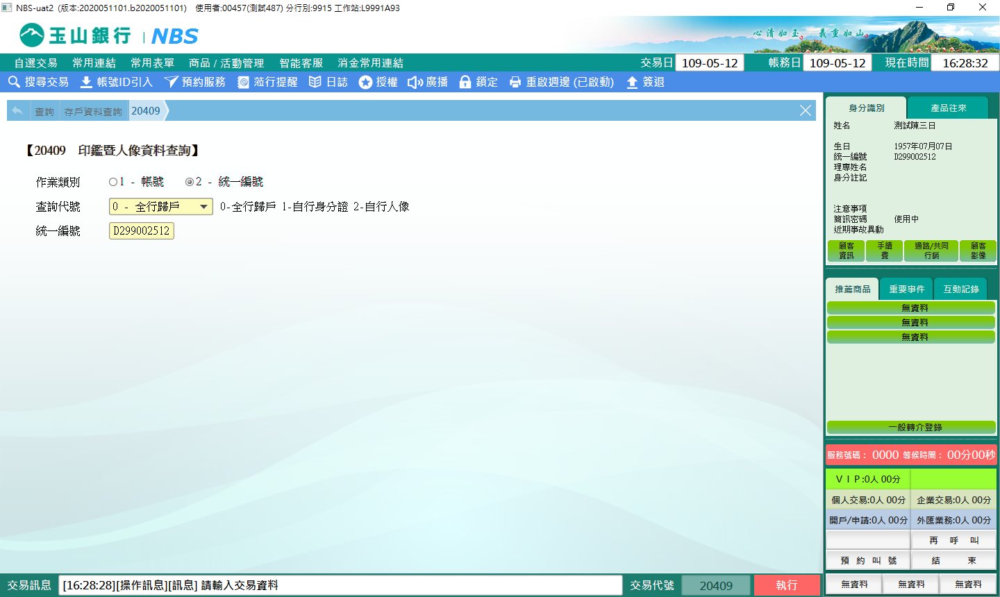 NBS-uat2 (版本:2020051101.b2020051101) 使用者:00457(測試487) 分行別:9915 工作站:L9991A93
玉山銀行 | NBS
心清如玉。 義重如山。
自選交易 常用連結 常用表單 商品 / 活動管理 智能客服 消金常用連結 交易日 109-05-12 帳務日 109-05-12 現在時間 16:28:32
搜尋交易 帳號ID引入 預約服務 蒞行提醒 日誌 授權 廣播 鎖定 重啟週邊 (已啟動) 簽退
查詢 存戶資料查詢 20409
【20409 印鑑暨人像資料查詢】
作業類別 1 - 帳號 2 - 統一編號
查詢代號 0 - 全行歸戶 0-全行歸戶 1-自行身分證 2-自行人像
統一編號 D299002512
身分識別 產品往來
姓名 測試陳三日
生日 1957年07月07日
統一編號 D299002512
理專姓名
身分註記
注意事項
簡訊密碼 使用中
近期事故異動
顧客資訊 手續費 通路/共同行銷 顧客影像
推薦商品 重要事件 互動記錄
無資料
無資料
無資料
一般轉介登錄
服務號碼: 0000 等候時間: 00分00秒
VIP:0人 00分
個人交易:0人 00分 企業交易:0人 00分
開戶/申請:0人 00分 外匯業務:0人 00分
再 呼 叫
預 約 叫 號 結 束
無資料 無資料 無資料
交易訊息 [16:28:28][操作訊息][訊息] 請輸入交易資料 交易代號 20409 執行